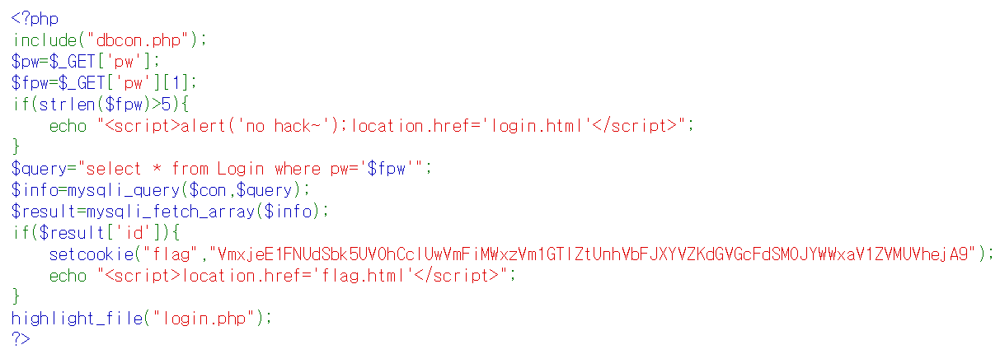 <?php
include("dbcon.php");
$pw=$_GET['pw'];
$fpw=$_GET['pw'][1];
if(strlen($fpw)>5){
    echo "<script>alert('no hack~');location.href='login.html'</script>";
}
$query="select * from Login where pw='$fpw'";
$info=mysqli_query($con,$query);
$result=mysqli_fetch_array($info);
if($result['id']){
    setcookie("flag","VmxjeE1FNUdSbk5UV0hCclUwVmFiMWxzVm1GTlZtUnhVbFJXYVZKdGVGcFdSM0JYWWxaV1ZVMUVhejA9");
    echo "<script>location.href='flag.html'</script>";
}
highlight_file("login.php");
?>